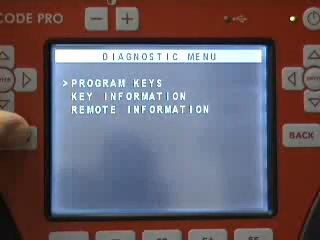 CODE PRO
DIAGNOSTIC MENU
>PROGRAM KEYS
KEY INFORMATION
REMOTE INFORMATION
BACK